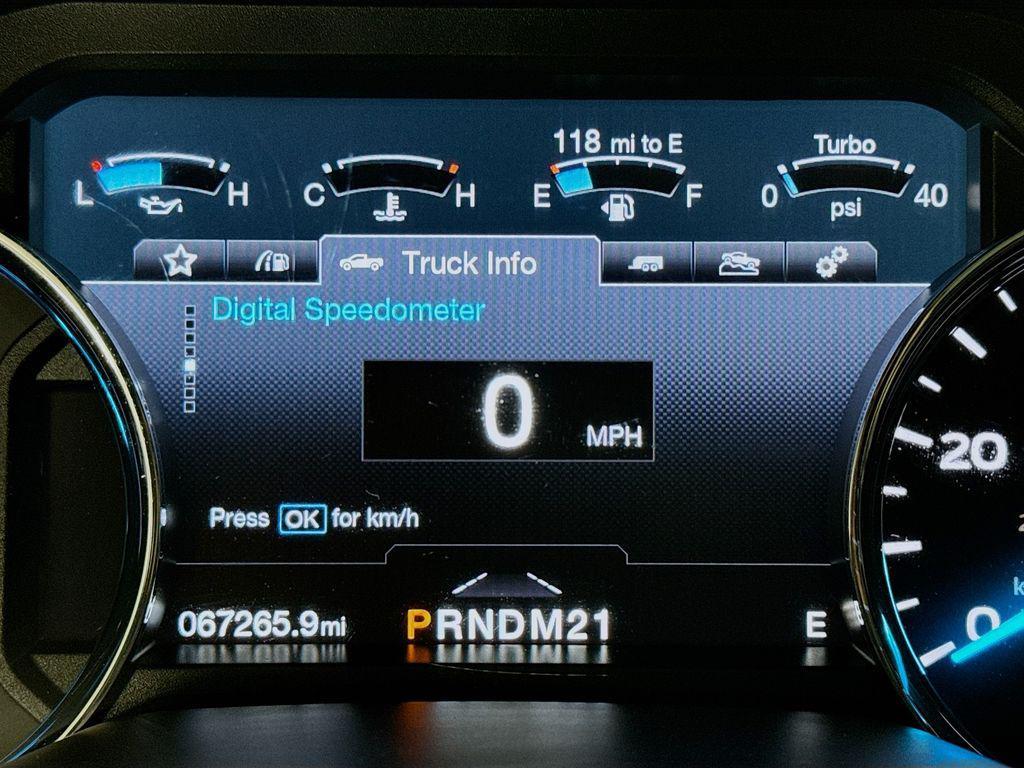 118 mi to E
Turbo
L H
C H
E F
0 40
psi
Truck Info
Digital Speedometer
0 MPH
Press OK for km/h
20
067265.9mi
PRNDM21
E
0